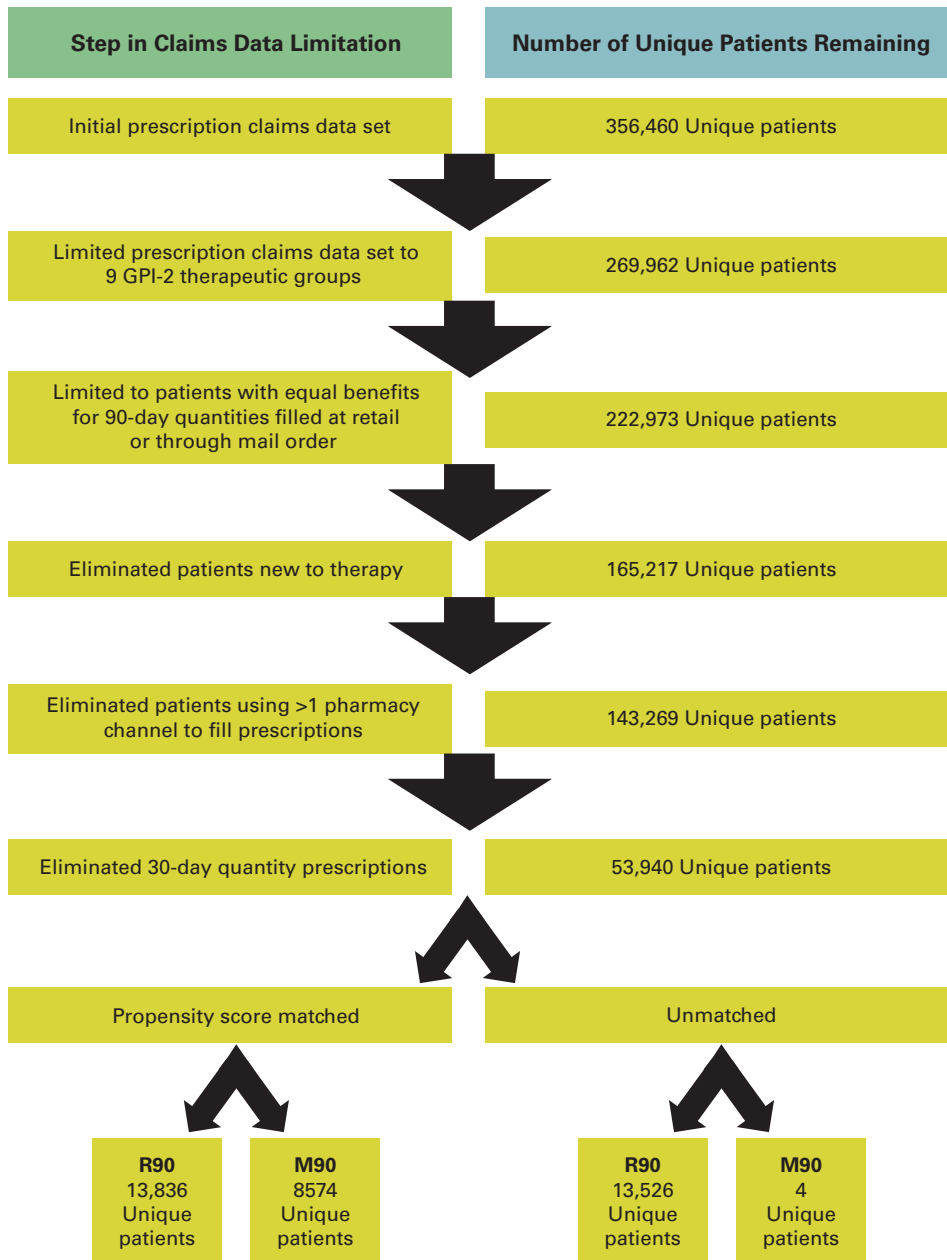 Step in Claims Data Limitation
Number of Unique Patients Remaining
Initial prescription claims data set
356,460 Unique patients
Limited prescription claims data set to
9 GPI-2 therapeutic groups
269,962 Unique patients
Limited to patients with equal benefits
for 90-day quantities filled at retail
or through mail order
222,973 Unique patients
Eliminated patients new to therapy
165,217 Unique patients
Eliminated patients using >1 pharmacy
channel to fill prescriptions
143,269 Unique patients
Eliminated 30-day quantity prescriptions
53,940 Unique patients
Propensity score matched
Unmatched
R90
13,836
Unique
patients
M90
8574
Unique
patients
R90
13,526
Unique
patients
M90
4
Unique
patients